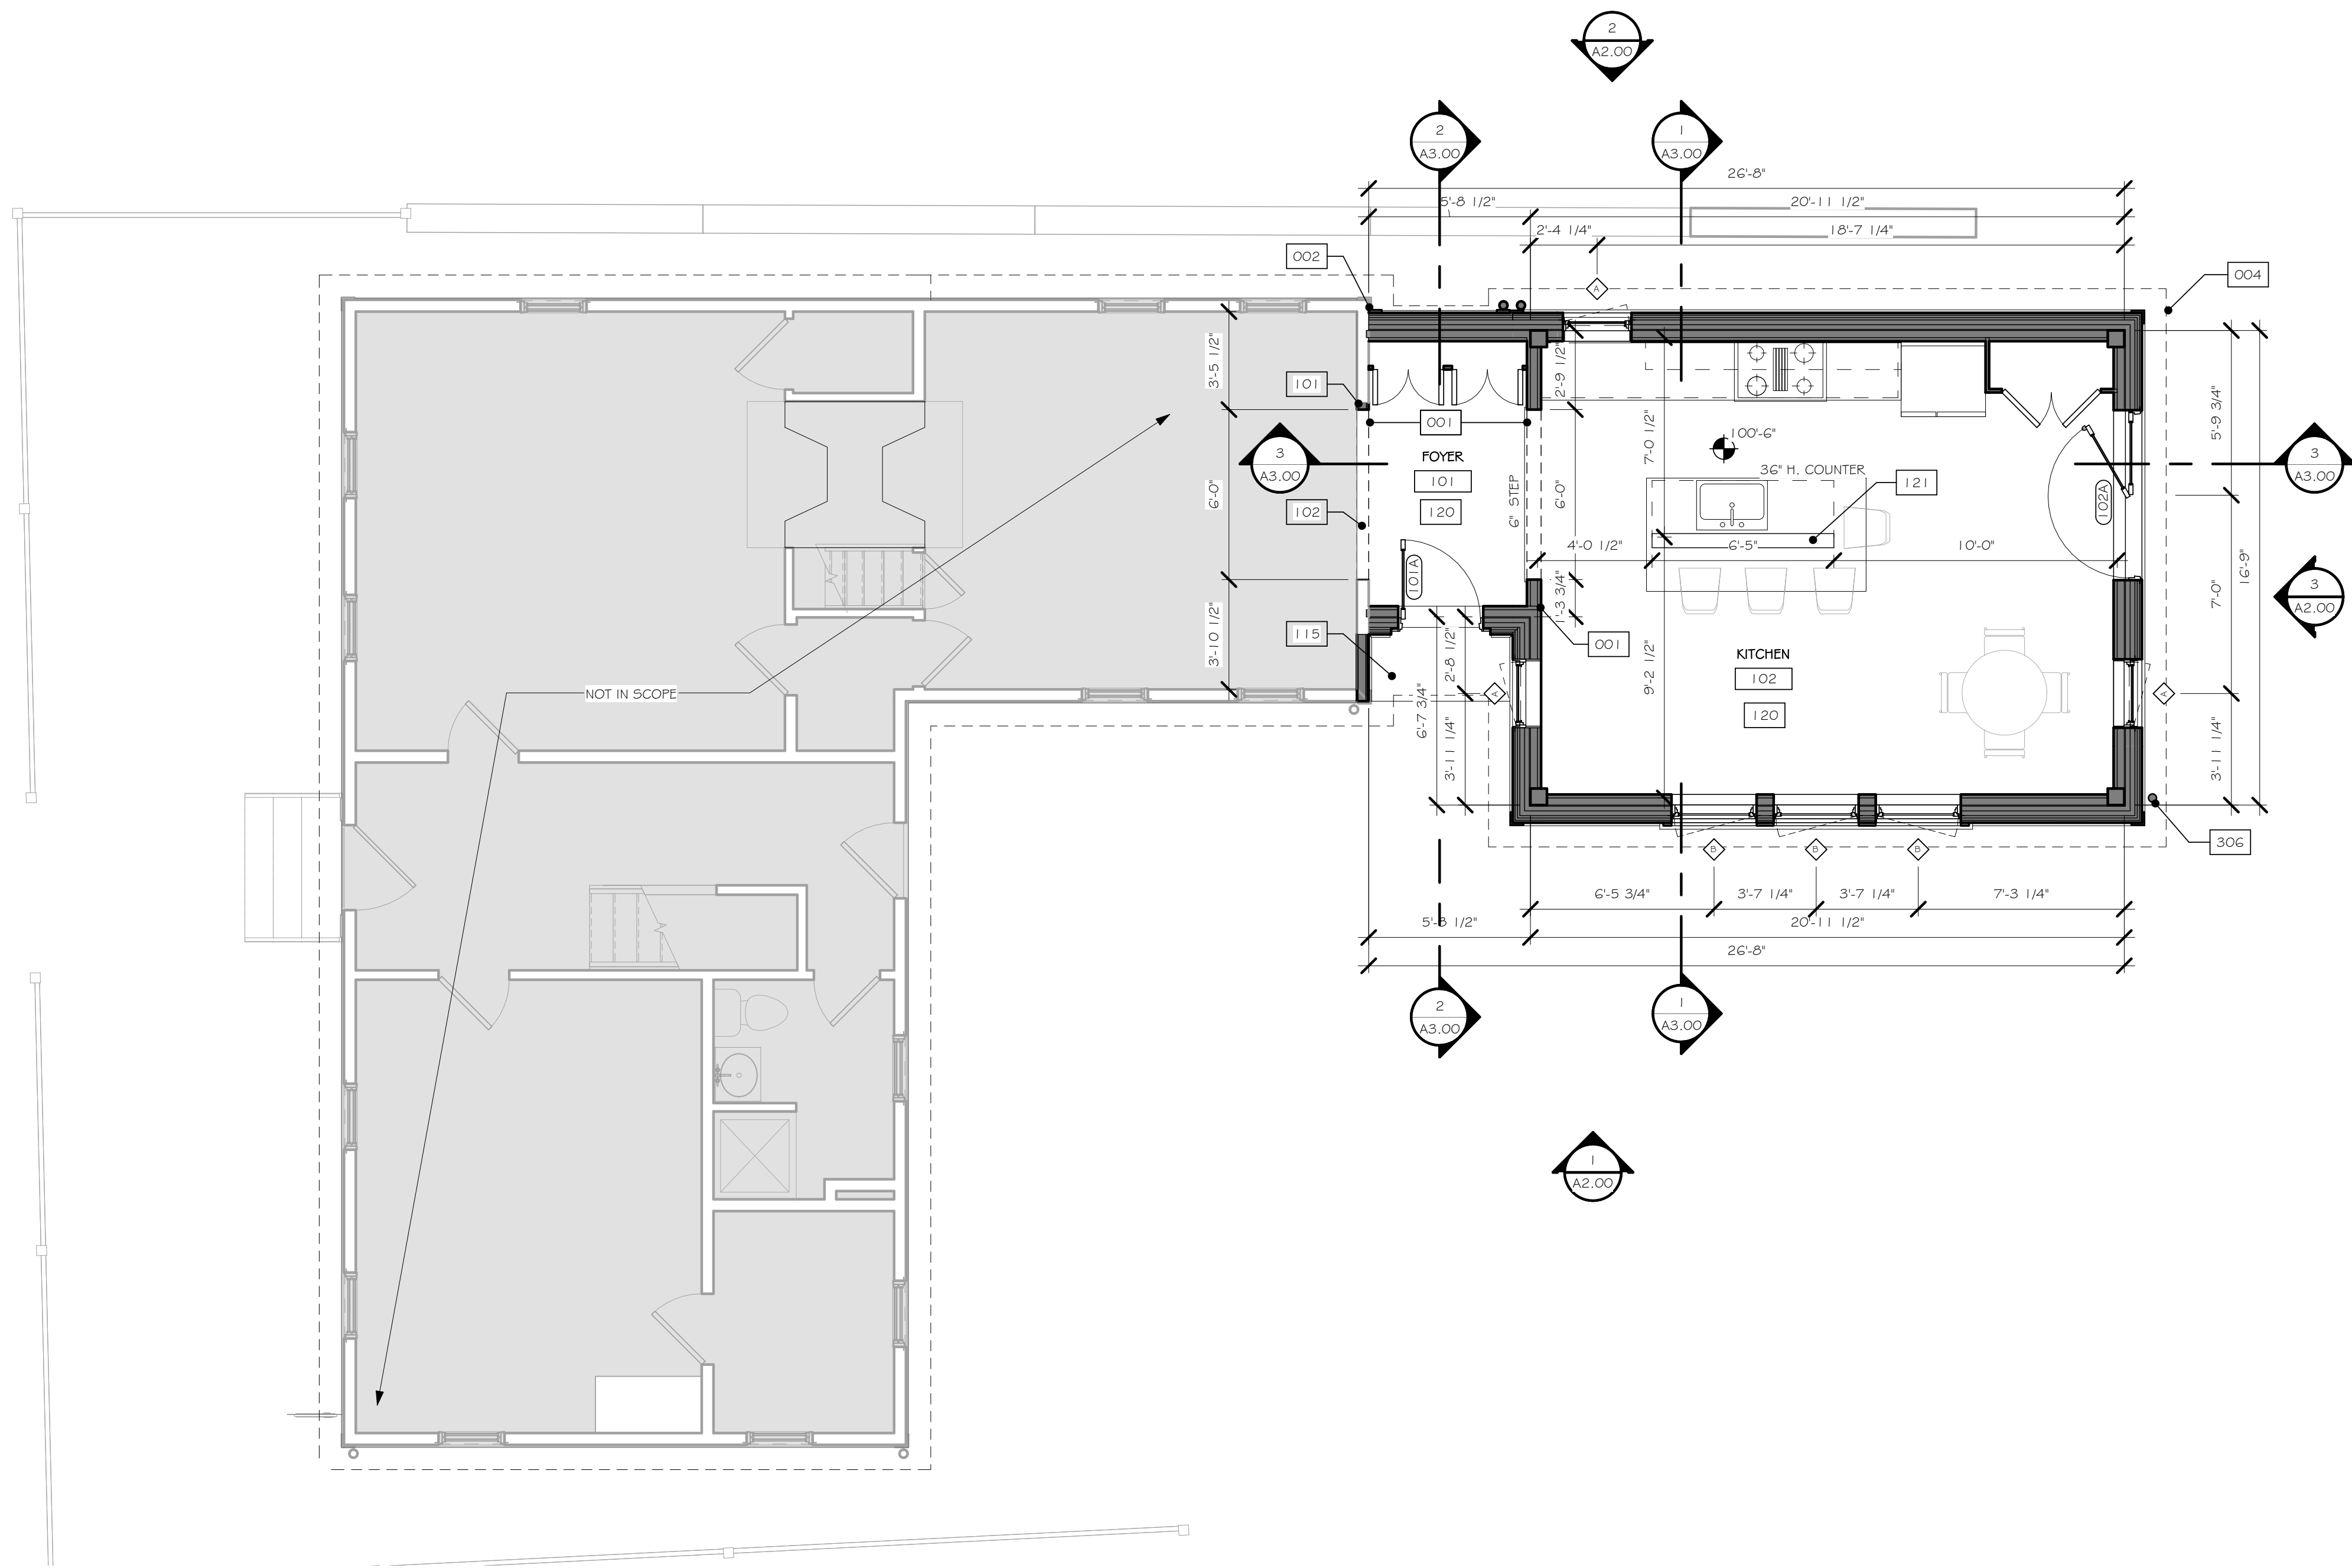 2
A2.00
2
A3.00
1
A3.00
26'-8"
5'-8 1/2"
20'-11 1/2"
2'-4 1/4"
18'-7 1/4"
002
A
004
3'-5 1/2"
2'-9 1/2"
101
001
7'-0 1/2"
100'-6"
5'-9 3/4"
FOYER
3
A3.00
101
120
6" STEP
6'-0"
6'-0"
36" H. COUNTER
121
102A
3
A3.00
102
4'-0 1/2"
6'-5"
10'-0"
16'-9"
7'-0"
3
A2.00
101A
1'-3 3/4"
115
3'-10 1/2"
2'-8 1/2"
001
KITCHEN
102
120
9'-2 1/2"
NOT IN SCOPE
A
A
6'-7 3/4"
3'-11 1/4"
3'-11 1/4"
306
B
B
B
6'-5 3/4"
3'-7 1/4"
3'-7 1/4"
7'-3 1/4"
5'-8 1/2"
20'-11 1/2"
26'-8"
2
A3.00
1
A3.00
1
A2.00